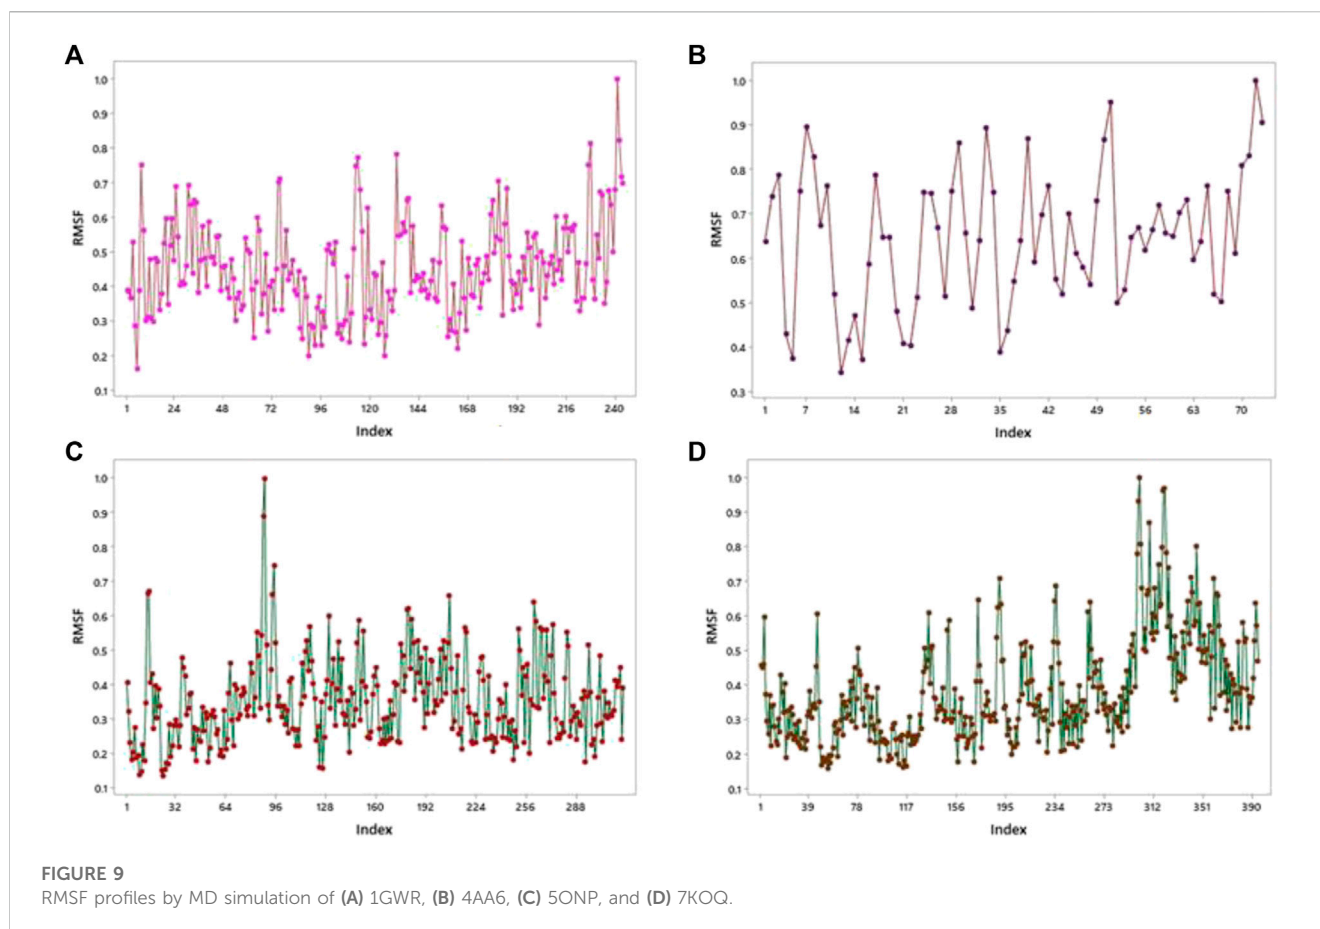 A
1.0
0.9
0.8
0.7
0.6
0.5
0.4
0.3
0.2
0.1
RMSF
1 24 48 72 96 120 144 168 192 216 240
Index
B
1.0
0.9
0.8
0.7
0.6
0.5
0.4
0.3
RMSF
1 7 14 21 28 35 42 49 56 63 70
Index
C
1.0
0.9
0.8
0.7
0.6
0.5
0.4
0.3
0.2
0.1
RMSF
1 32 64 96 128 160 192 224 256 288
Index
D
1.0
0.9
0.8
0.7
0.6
0.5
0.4
0.3
0.2
0.1
RMSF
1 39 78 117 156 195 234 273 312 351 390
Index
FIGURE 9
RMSF profiles by MD simulation of (A) 1GWR, (B) 4AA6, (C) 5ONP, and (D) 7KOQ.